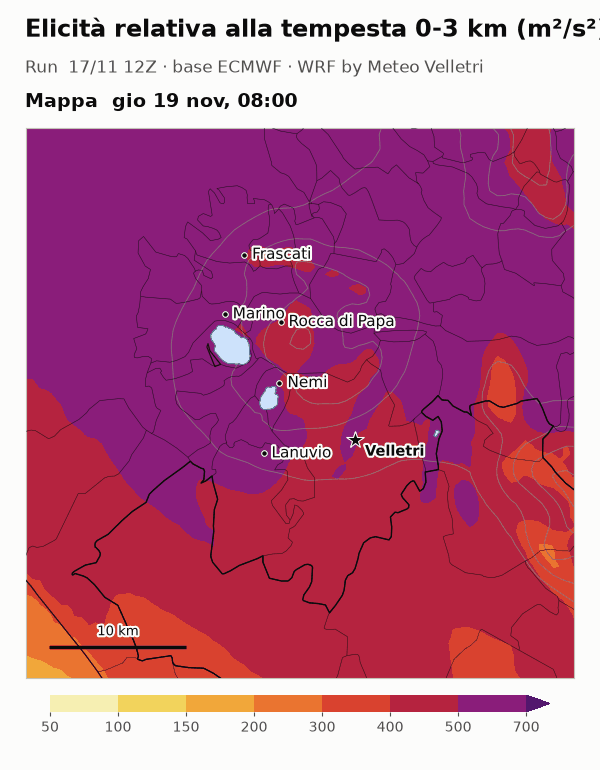 Elicità relativa alla tempesta 0-3 km (m²/s²)
Run  17/11 12Z · base ECMWF · WRF by Meteo Velletri
Mappa  gio 19 nov, 08:00
Frascati
Marino
Rocca di Papa
Nemi
Lanuvio
Velletri
10 km
50 100 150 200 300 400 500 700